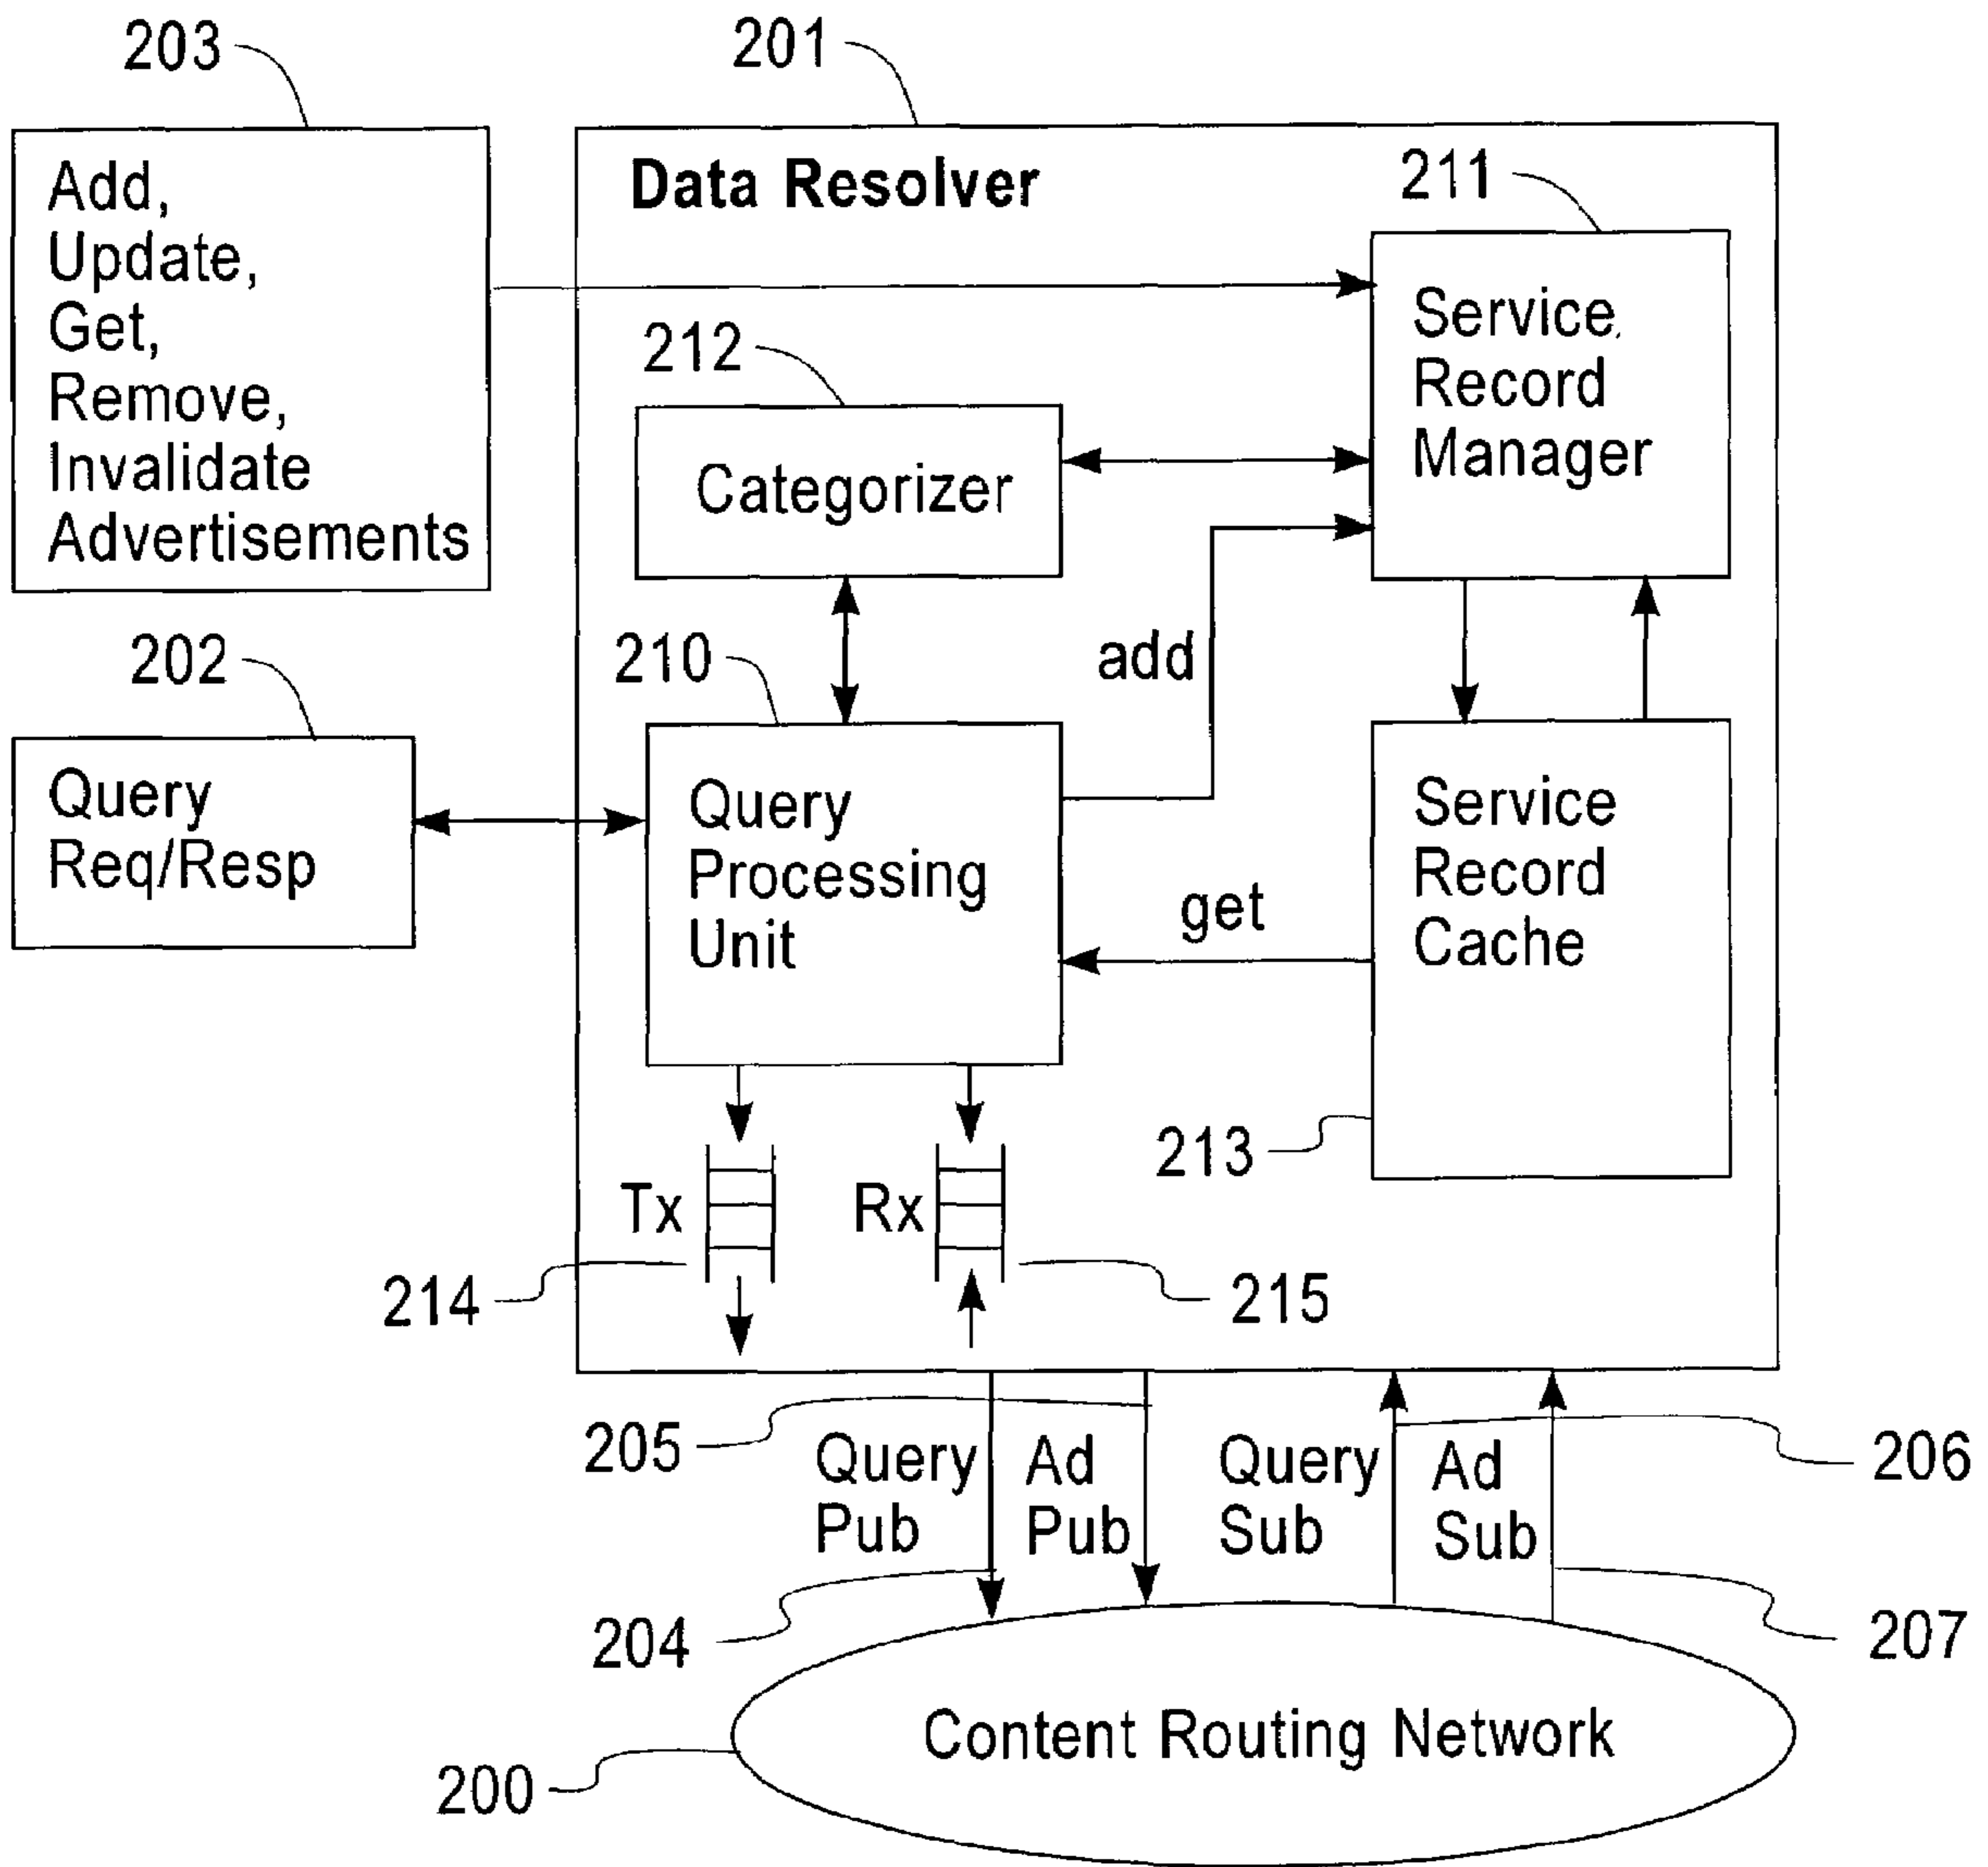 203
201
Data Resolver
211
Add,
Update,
Get,
Remove,
Invalidate
Advertisements
Service
Record
Manager
212
Categorizer
202
210
add
Query
Req/Resp
Query
Processing
Unit
get
Service
Record
Cache
213
Tx
Rx
214
215
205
Query
Pub
Ad
Pub
Query
Sub
Ad
Sub
206
204
207
Content Routing Network
200